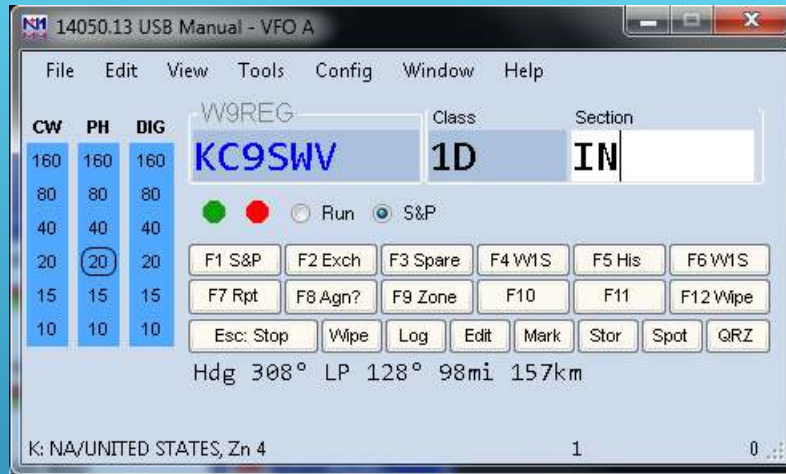 14050.13 USB Manual - VFO A
File Edit View Tools Config Window Help
W9REG Class Section
CW PH DIG
KC9SWV 1D IN
160 160 160
80 80 80
Run S&P
40 40 40
20 20 20 F1 S&P F2 Exch F3 Spare F4 W1S F5 His F6 W1S
15 15 15 F7 Rpt F8 Agn? F9 Zone F10 F11 F12 Wipe
10 10 10 Esc: Stop Wipe Log Edit Mark Stor Spot QRZ
Hdg 308° LP 128° 98mi 157km
K: NA/UNITED STATES, Zn 4 1 0